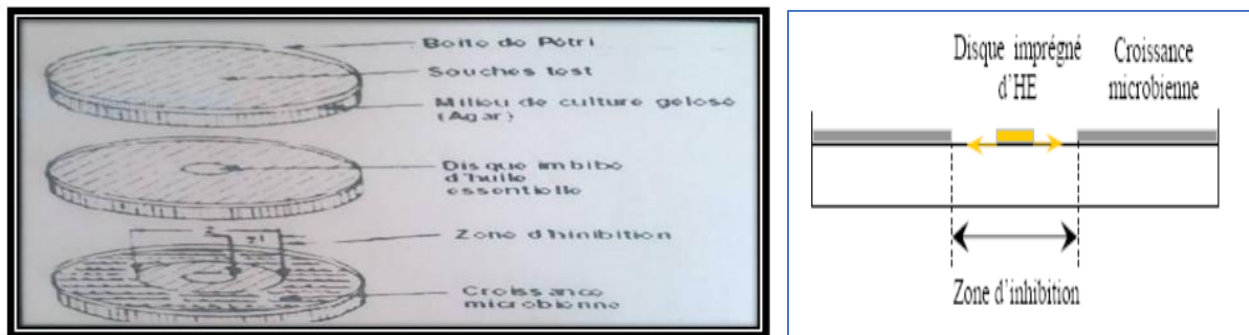 Boite de Pétri
Souches test
Milieu de culture gélosé
(Agar)
Disque imbibé
d'huile
essentielle
Zone d'hinibition
Croissance
microbienne
Disque imprégné
d'HE
Croissance
microbienne
Zone d'inhibition